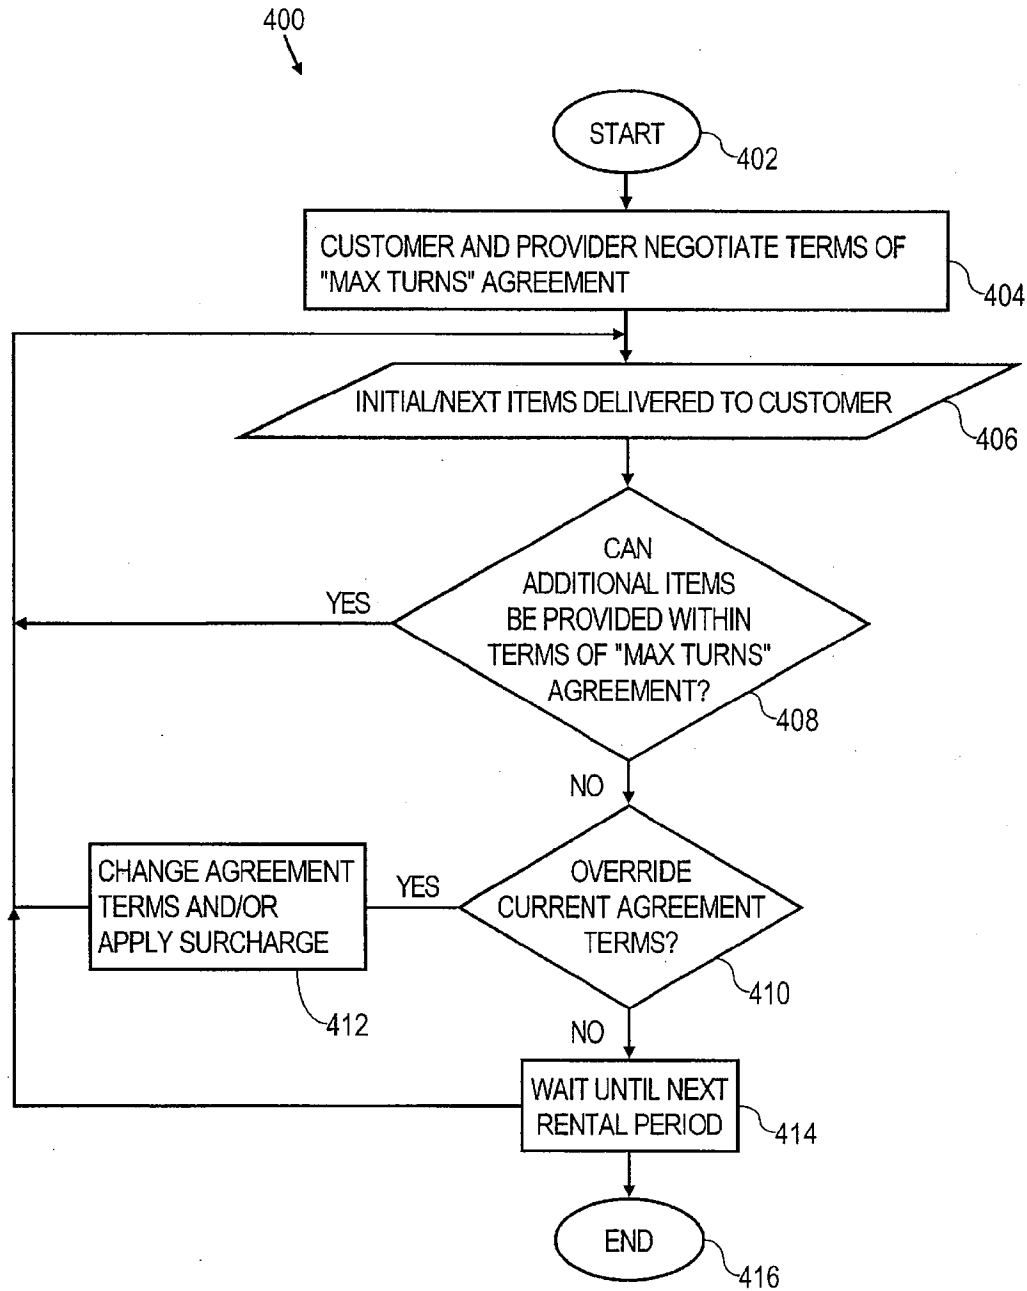 400
START
402
CUSTOMER AND PROVIDER NEGOTIATE TERMS OF
"MAX TURNS" AGREEMENT
404
INITIAL/NEXT ITEMS DELIVERED TO CUSTOMER
406
CAN
ADDITIONAL ITEMS
BE PROVIDED WITHIN
TERMS OF "MAX TURNS"
AGREEMENT?
YES
408
NO
OVERRIDE
CURRENT AGREEMENT
TERMS?
YES
410
CHANGE AGREEMENT
TERMS AND/OR
APPLY SURCHARGE
412
NO
WAIT UNTIL NEXT
RENTAL PERIOD
414
END
416